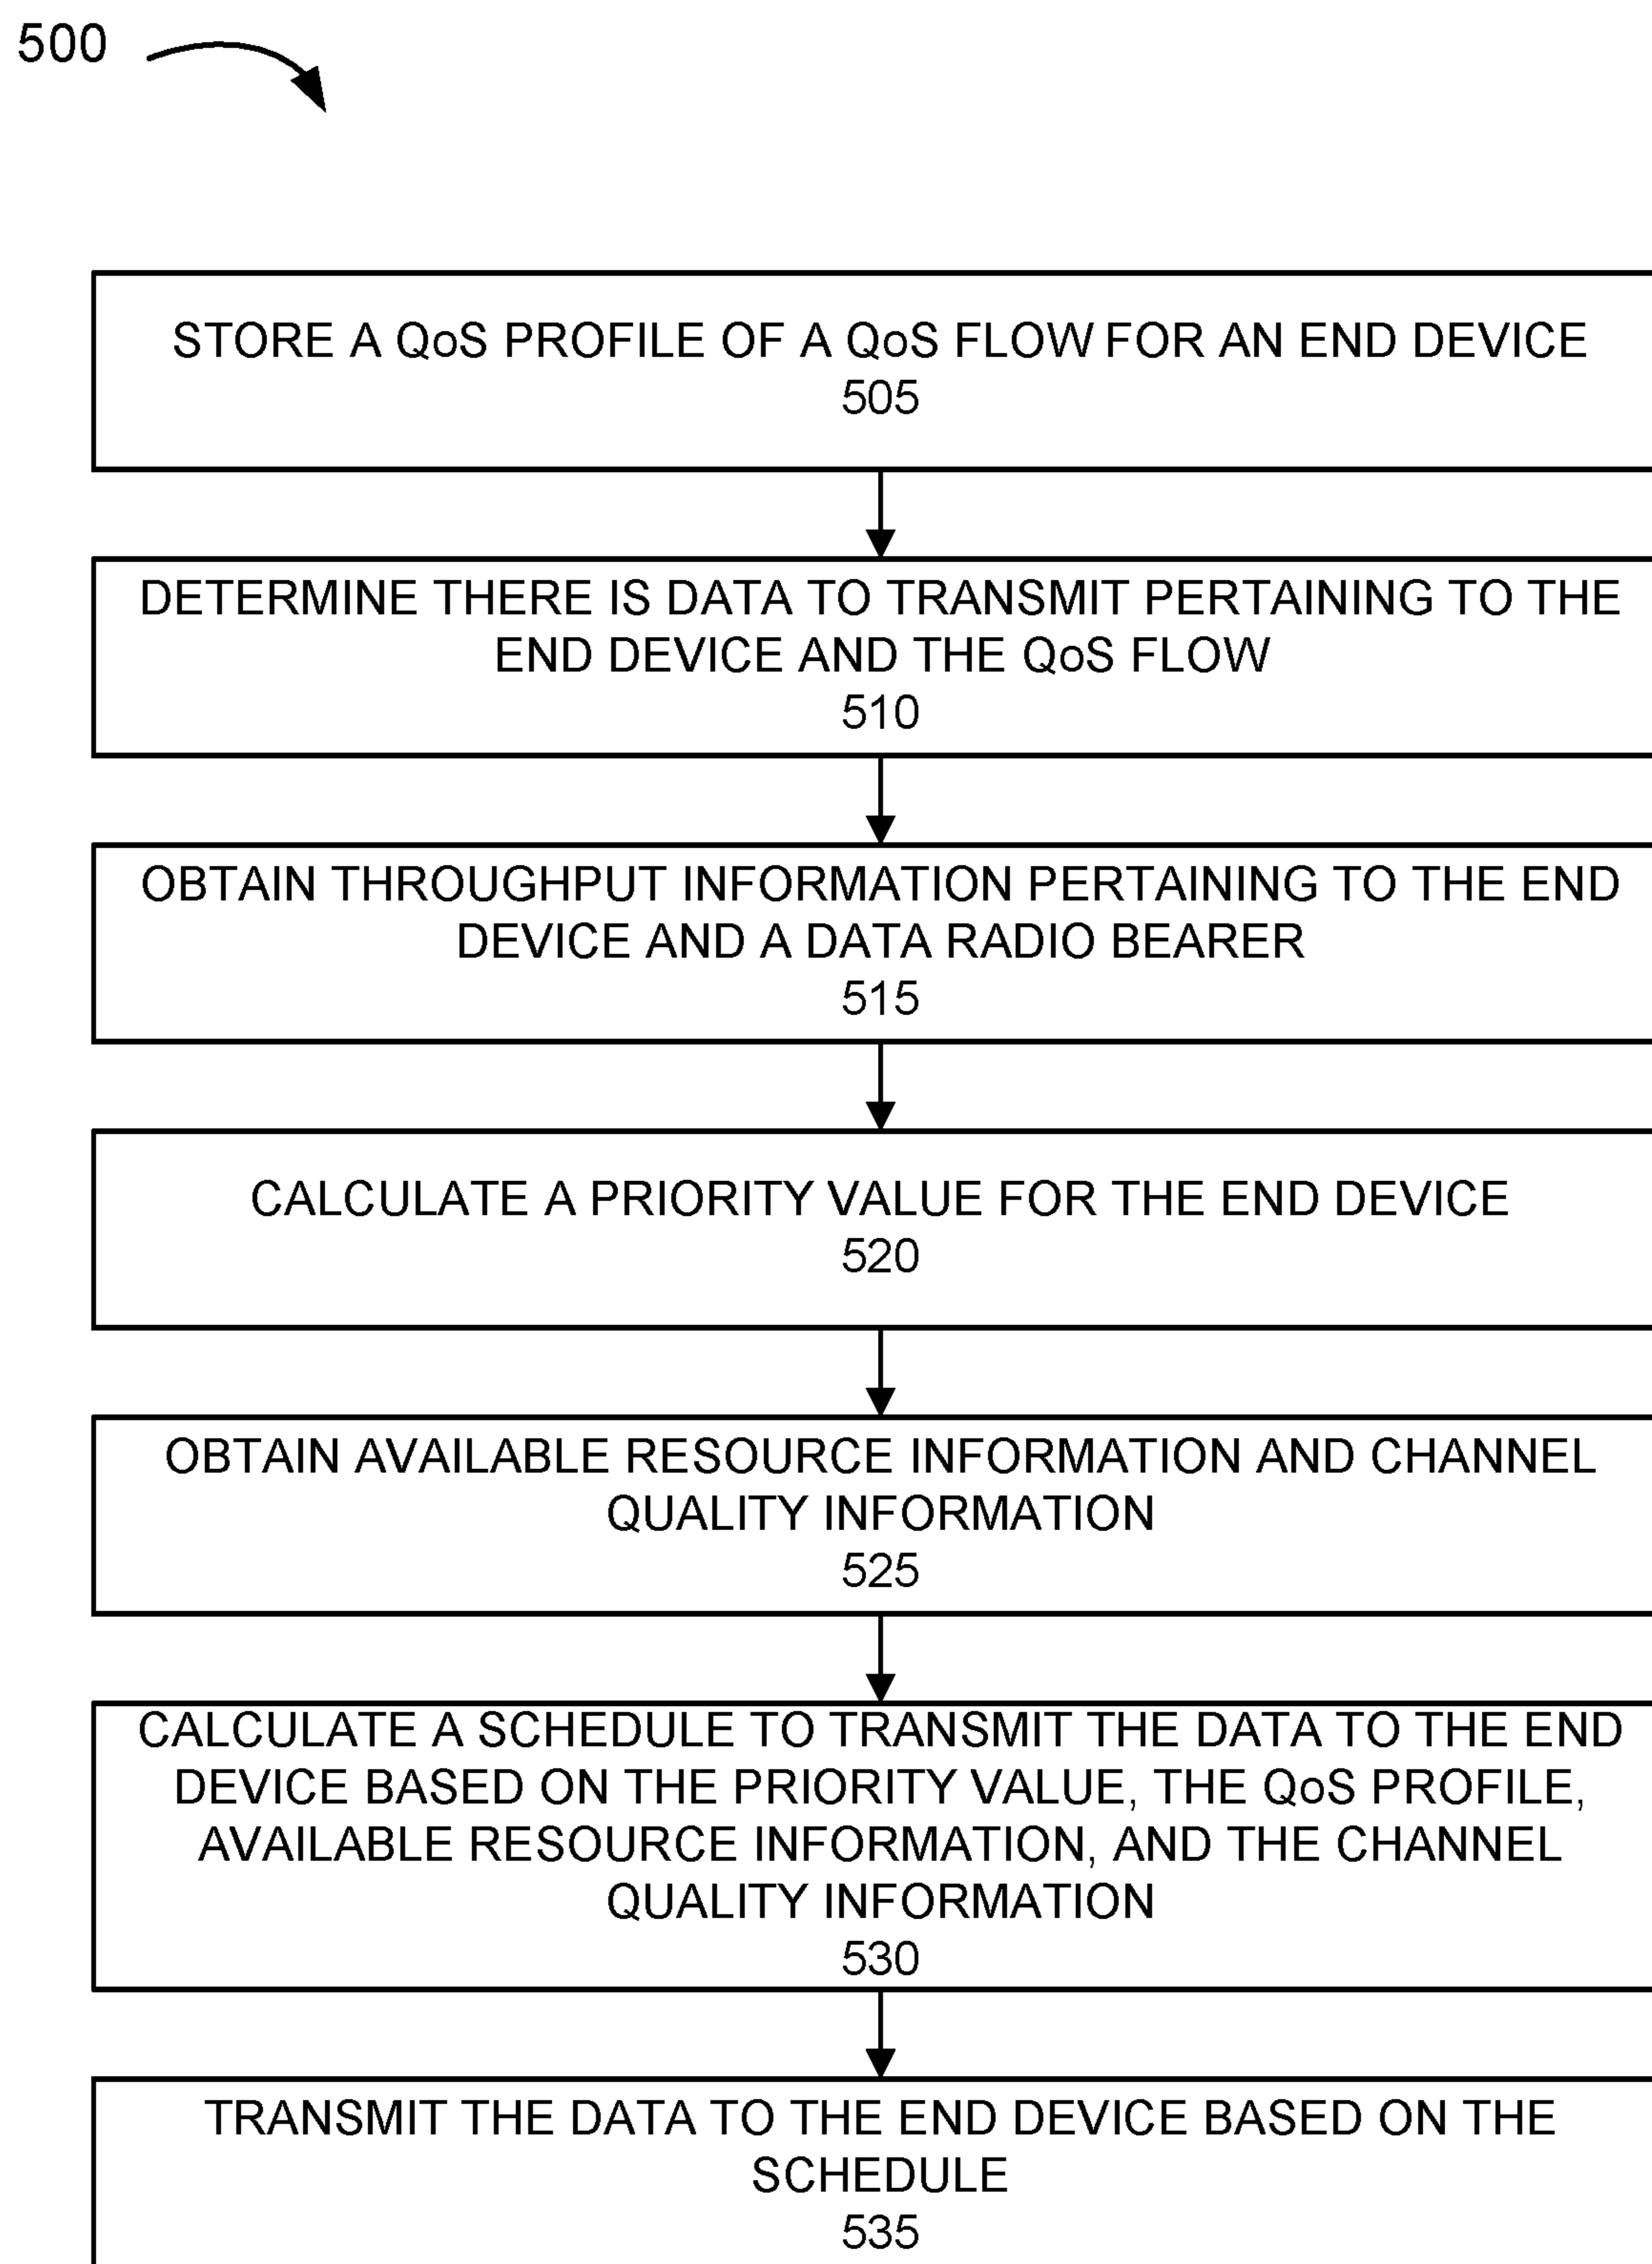 500
STORE A QoS PROFILE OF A QoS FLOW FOR AN END DEVICE
505
DETERMINE THERE IS DATA TO TRANSMIT PERTAINING TO THE
END DEVICE AND THE QoS FLOW
510
OBTAIN THROUGHPUT INFORMATION PERTAINING TO THE END
DEVICE AND A DATA RADIO BEARER
515
CALCULATE A PRIORITY VALUE FOR THE END DEVICE
520
OBTAIN AVAILABLE RESOURCE INFORMATION AND CHANNEL
QUALITY INFORMATION
525
CALCULATE A SCHEDULE TO TRANSMIT THE DATA TO THE END
DEVICE BASED ON THE PRIORITY VALUE, THE QoS PROFILE,
AVAILABLE RESOURCE INFORMATION, AND THE CHANNEL
QUALITY INFORMATION
530
TRANSMIT THE DATA TO THE END DEVICE BASED ON THE
SCHEDULE
535